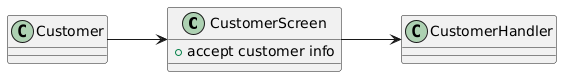 C Customer
C CustomerScreen
+ accept customer info
C CustomerHandler